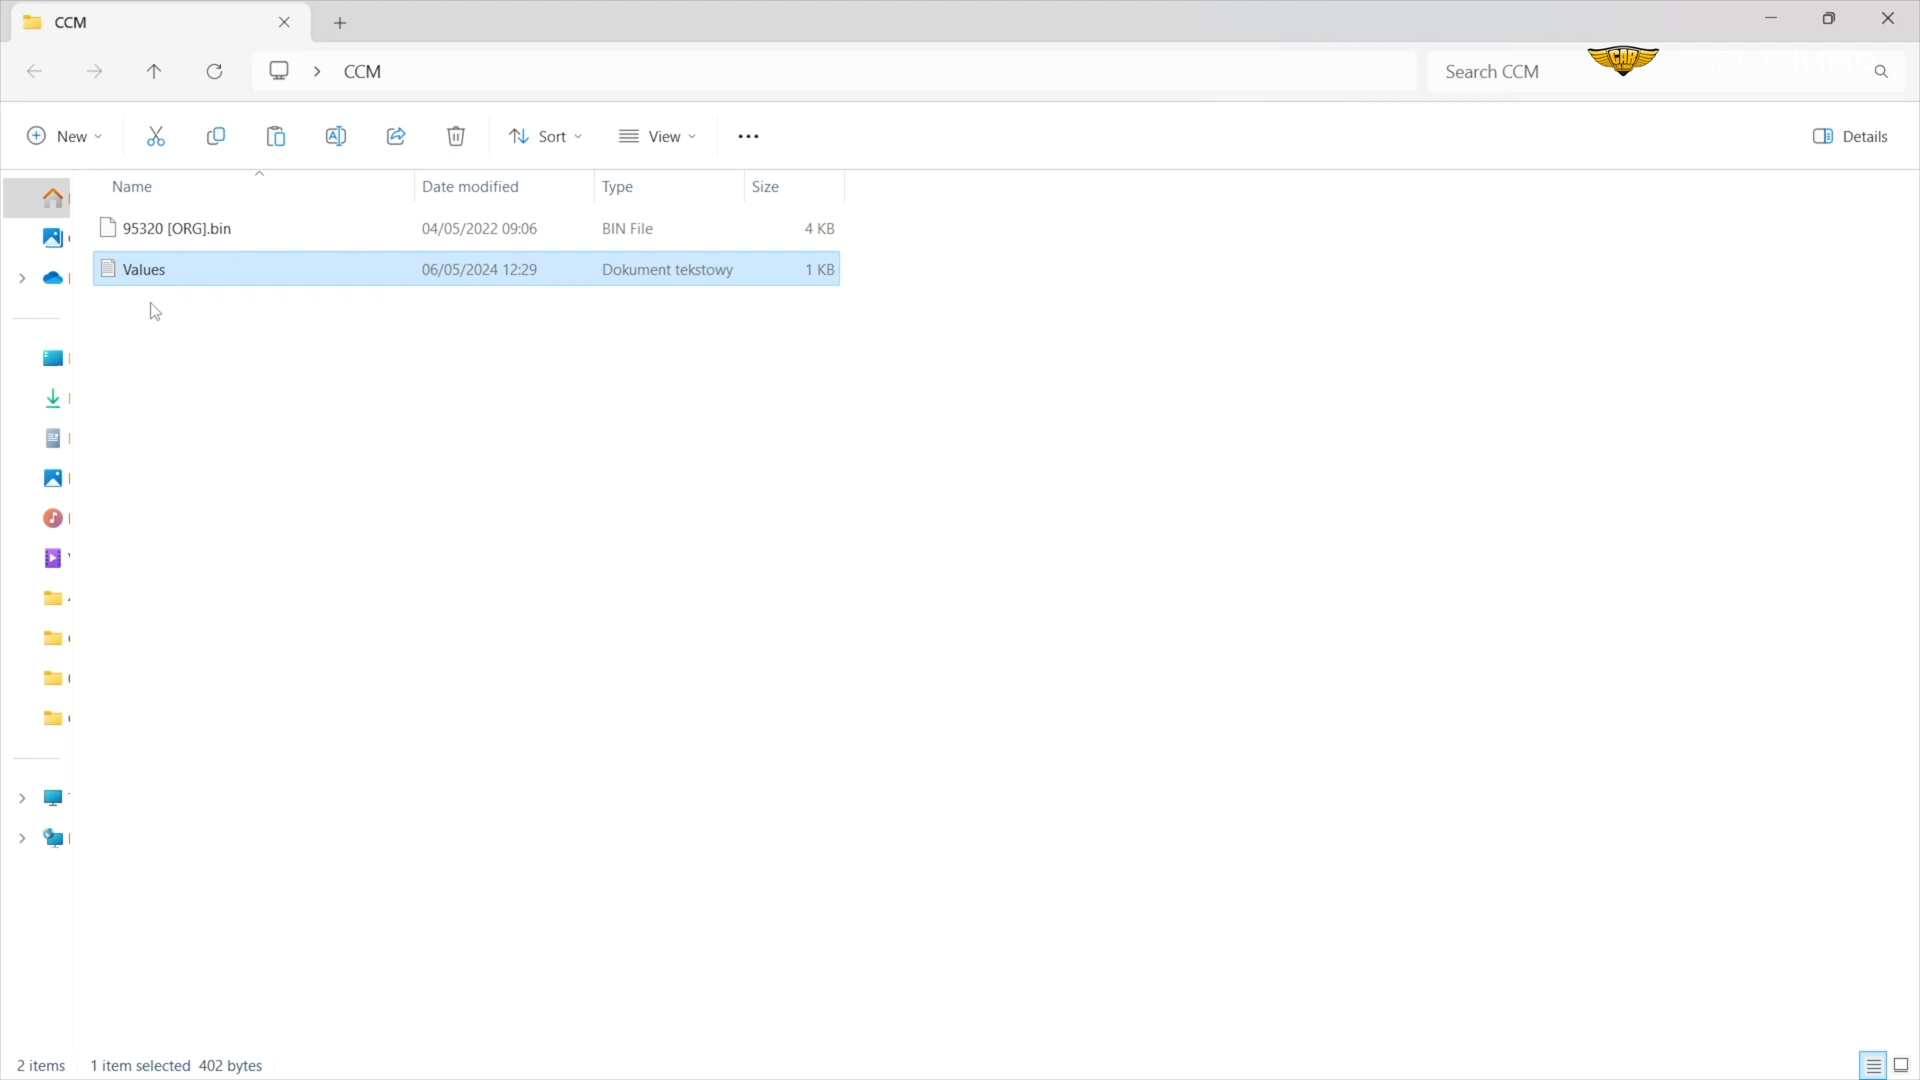 CCM
CCM
Search CCM
CAR
New
Sort
View
Details
Name Date modified Type Size
95320 [ORG].bin 04/05/2022 09:06 BIN File 4 KB
Values 06/05/2024 12:29 Dokument tekstowy 1 KB
2 items 1 item selected 402 bytes